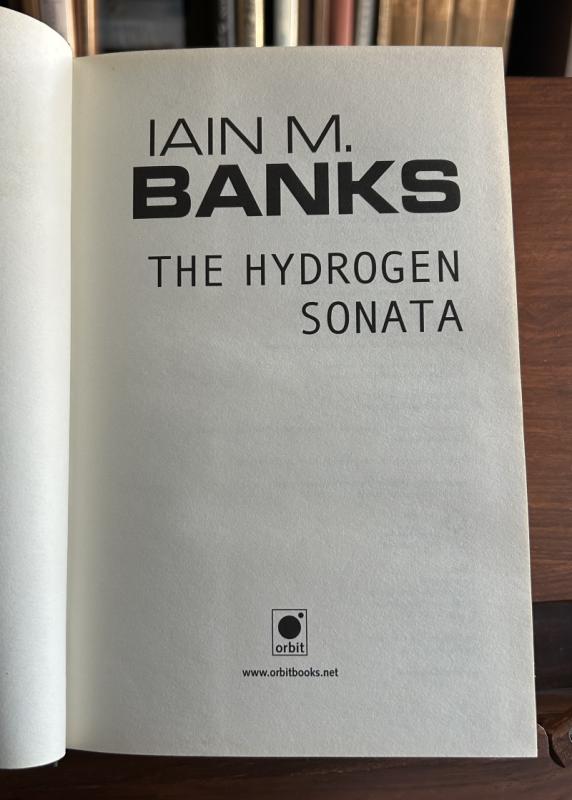 IAIN M.
BANKS
THE HYDROGEN
SONATA
orbit
www.orbitbooks.net